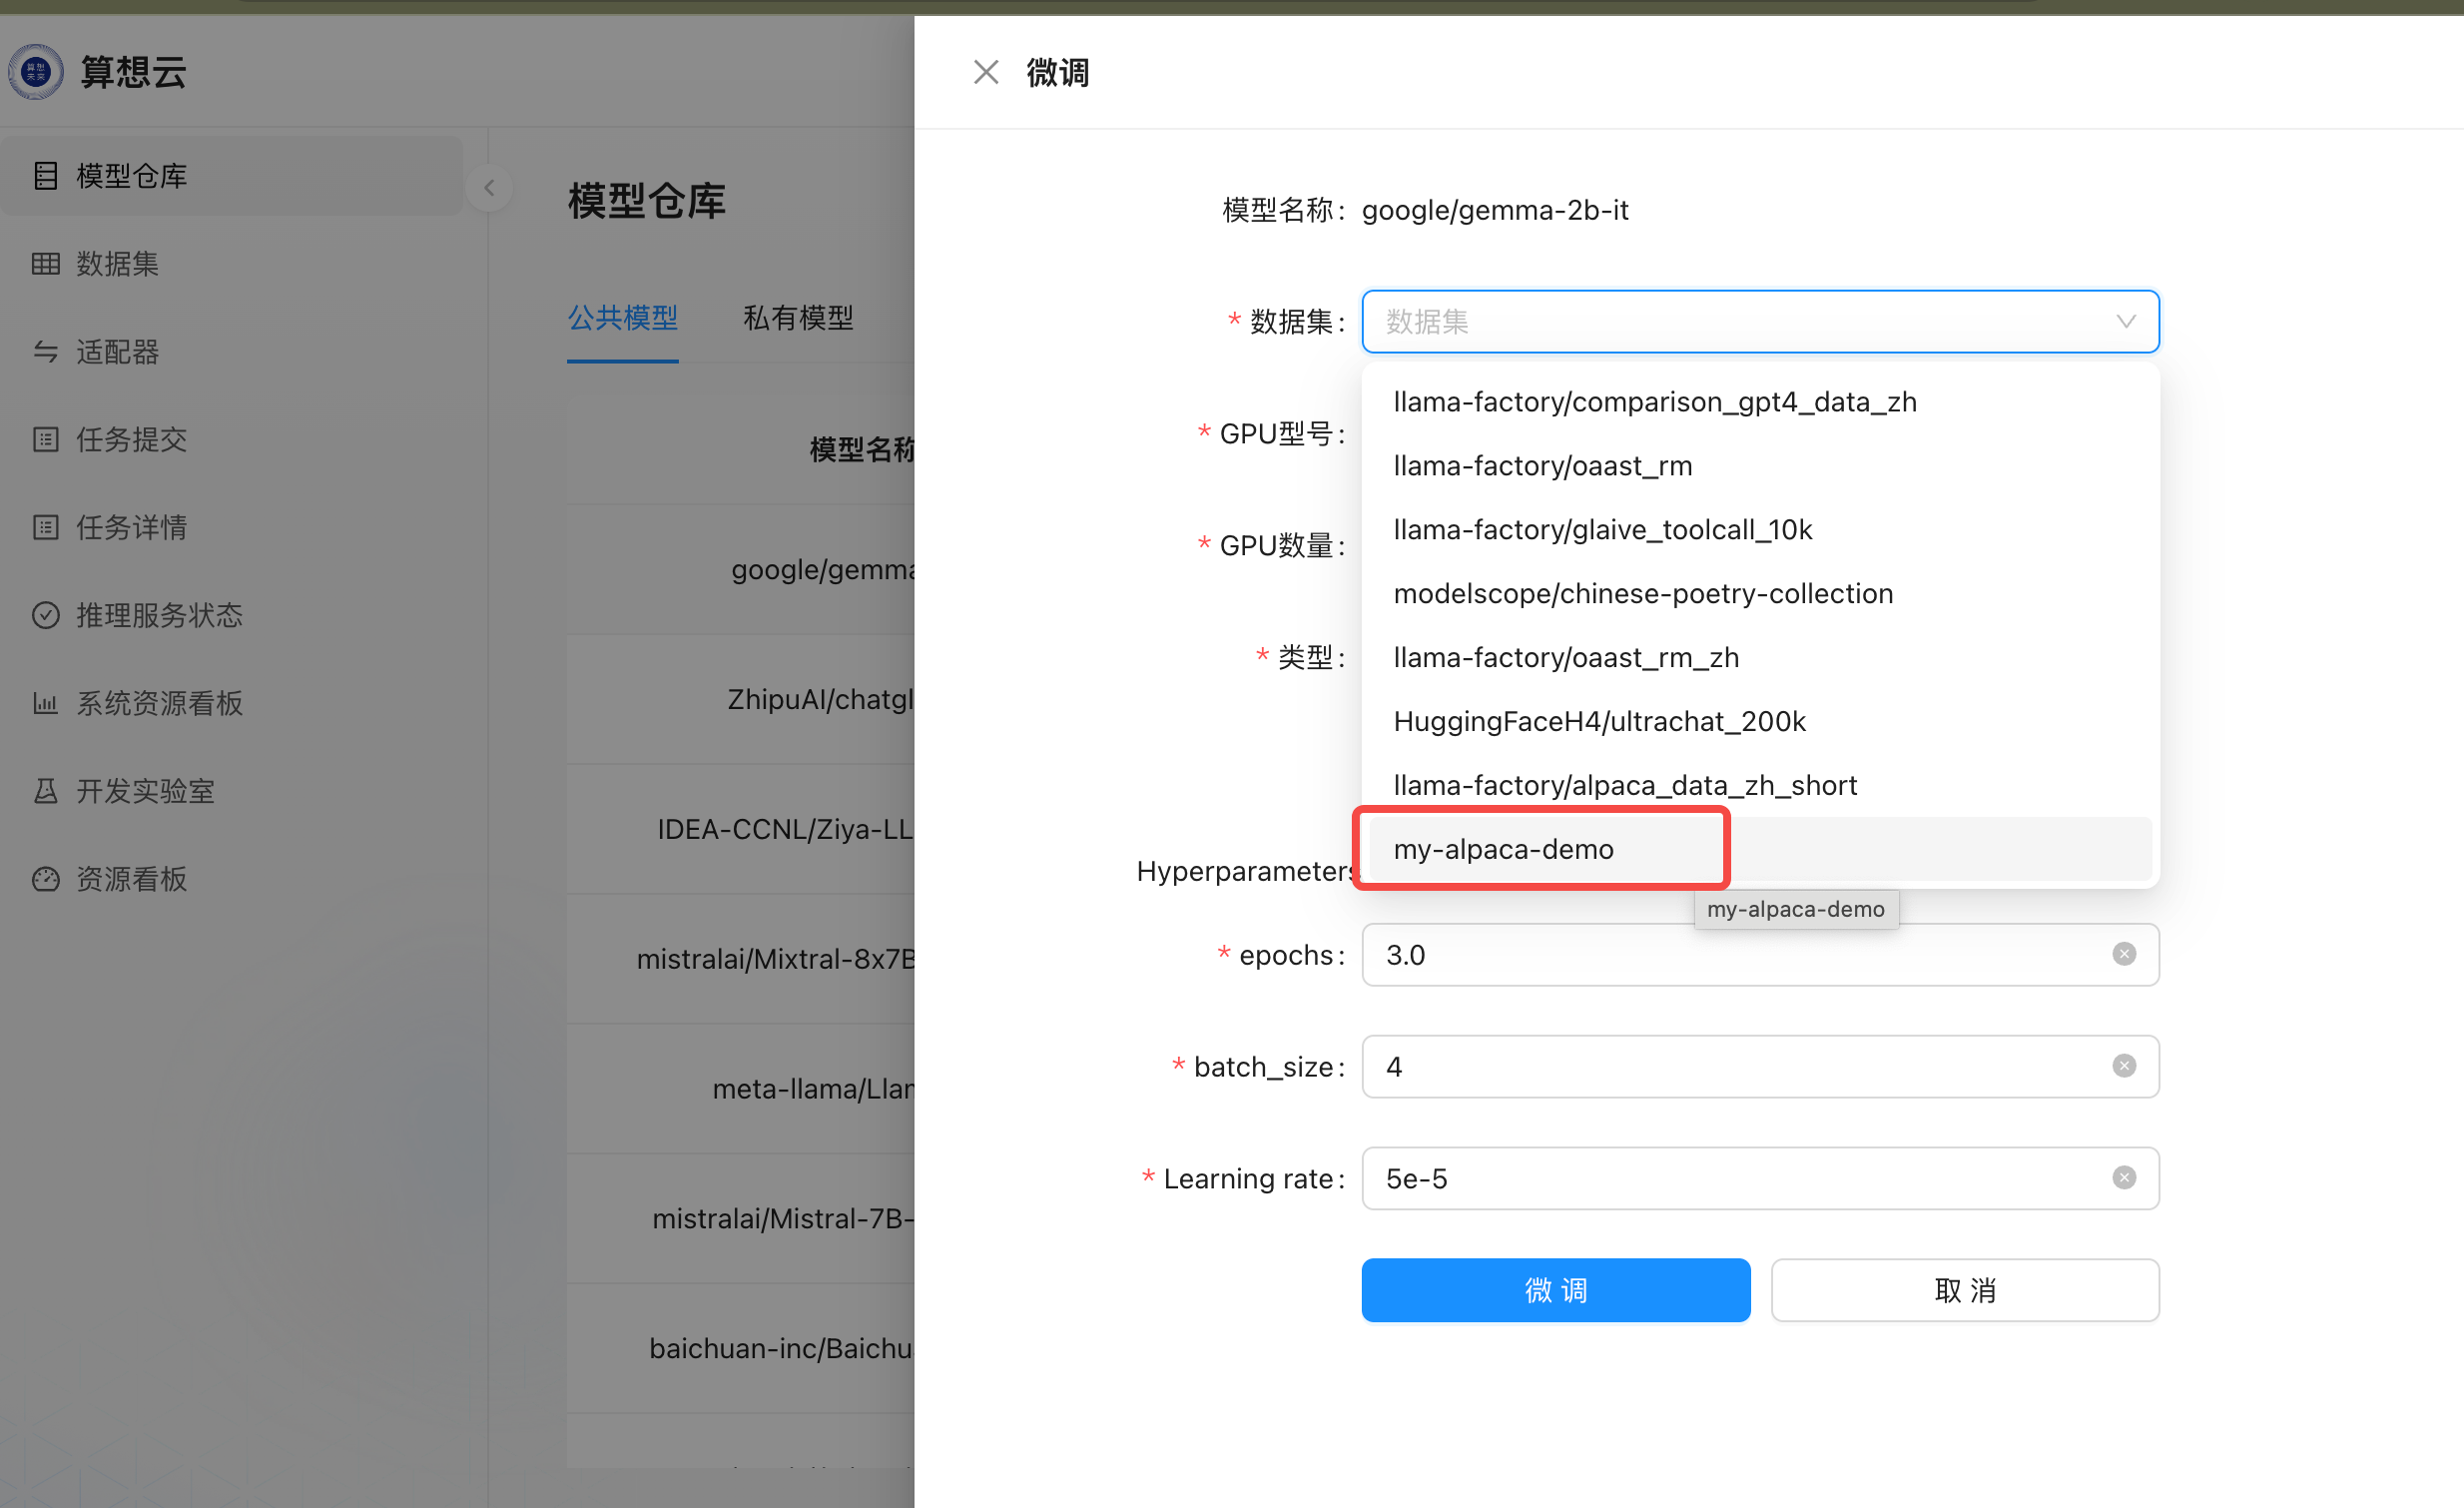 算想
未来
算想云
模型仓库
数据集
适配器
任务提交
任务详情
推理服务状态
系统资源看板
开发实验室
资源看板
模型仓库
公共模型
私有模型
模型名称
google/gemma
ZhipuAI/chatgl
IDEA-CCNL/Ziya-LL
mistralai/Mixtral-8x7B
meta-llama/Llam
mistralai/Mistral-7B-
baichuan-inc/Baichu
微调
模型名称: google/gemma-2b-it
* 数据集: 数据集
llama-factory/comparison_gpt4_data_zh
* GPU型号:
llama-factory/oaast_rm
llama-factory/glaive_toolcall_10k
* GPU数量:
modelscope/chinese-poetry-collection
* 类型:
llama-factory/oaast_rm_zh
HuggingFaceH4/ultrachat_200k
llama-factory/alpaca_data_zh_short
my-alpaca-demo
Hyperparameters
my-alpaca-demo
* epochs: 3.0
* batch_size: 4
* Learning rate: 5e-5
微 调
取 消